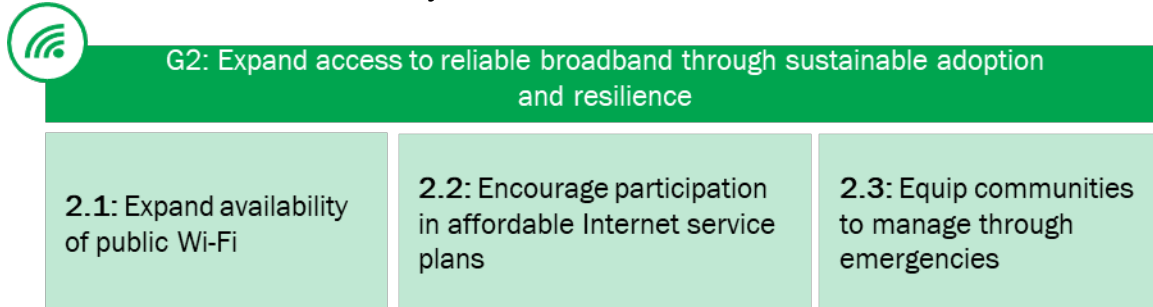 G2: Expand access to reliable broadband through sustainable adoption
and resilience
2.1: Expand availability
of public Wi-Fi
2.2: Encourage participation
in affordable Internet service
plans
2.3: Equip communities
to manage through
emergencies